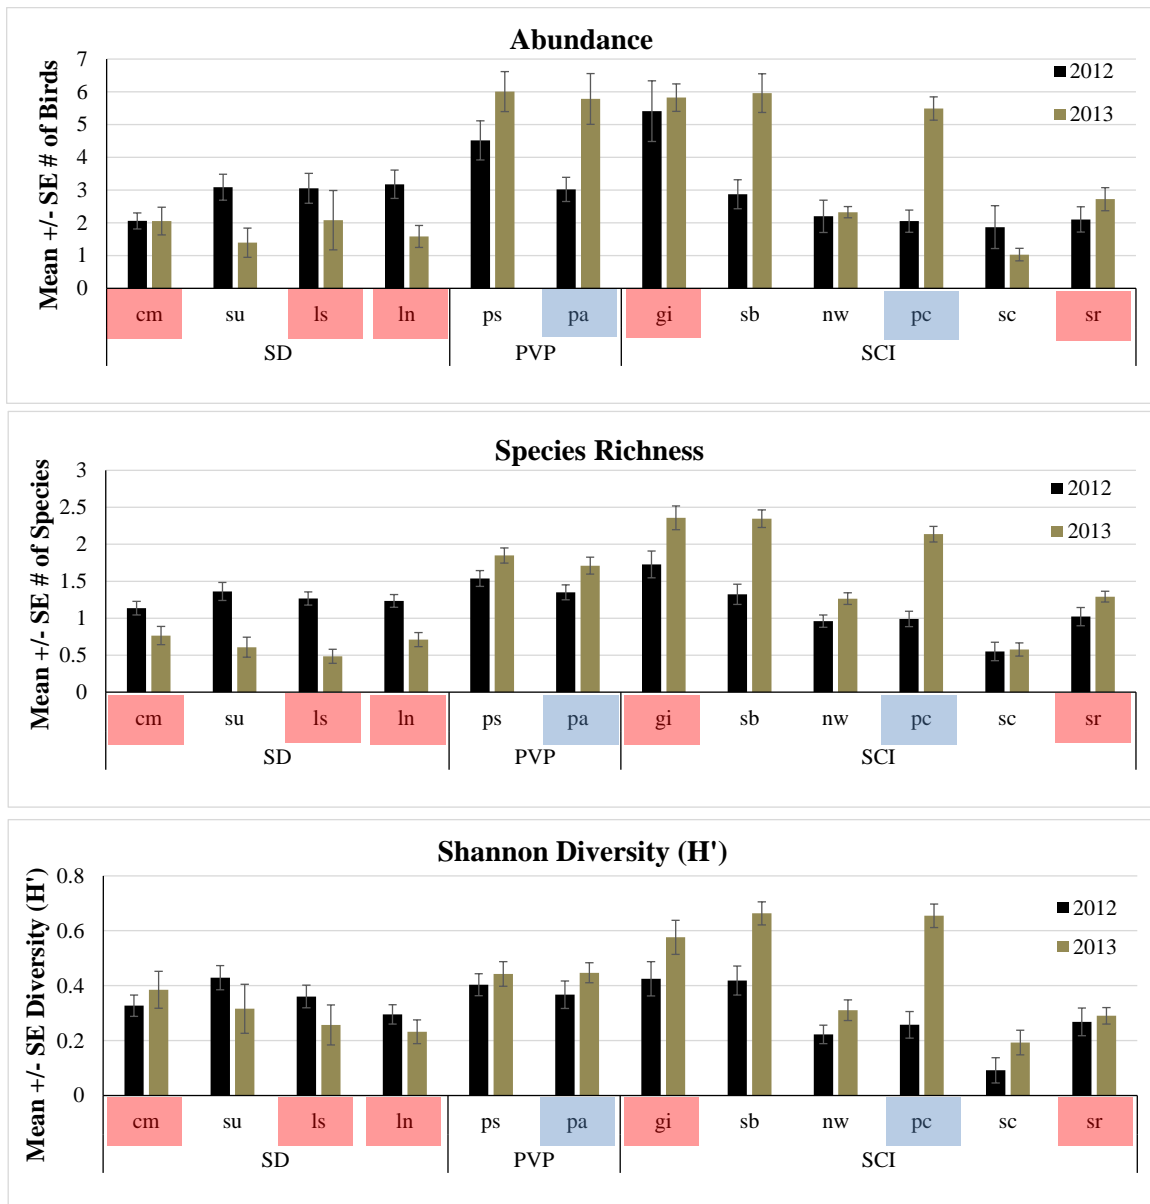 Abundance
Mean +/- SE # of Birds
7
6
5
4
3
2
1
0
2012
2013
cm su ls ln ps pa gi sb nw pc sc sr
SD PVP SCI
Species Richness
Mean +/- SE # of Species
3
2.5
2
1.5
1
0.5
0
2012
2013
cm su ls ln ps pa gi sb nw pc sc sr
SD PVP SCI
Shannon Diversity (H')
Mean +/- SE Diversity (H')
0.8
0.6
0.4
0.2
0
2012
2013
cm su ls ln ps pa gi sb nw pc sc sr
SD PVP SCI